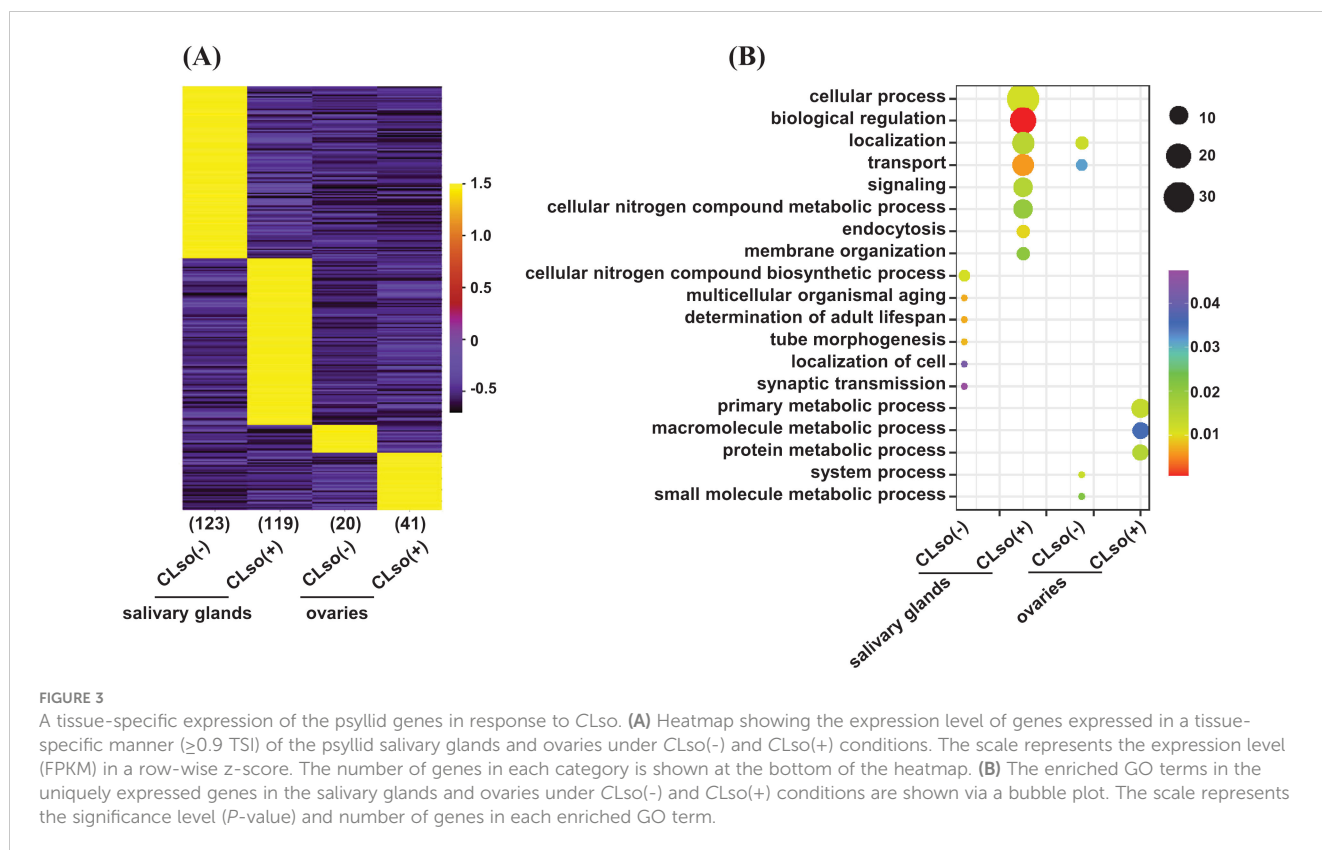 (A)
1.5
1.0
0.5
0
-0.5
(123) (119) (20) (41)
CLso(-) CLso(+) CLso(-) CLso(+)
salivary glands ovaries
(B)
cellular process
biological regulation
localization
transport
signaling
cellular nitrogen compound metabolic process
endocytosis
membrane organization
cellular nitrogen compound biosynthetic process
multicellular organismal aging
determination of adult lifespan
tube morphogenesis
localization of cell
synaptic transmission
primary metabolic process
macromolecule metabolic process
protein metabolic process
system process
small molecule metabolic process
10
20
30
0.04
0.03
0.02
0.01
CLso(-) CLso(+) CLso(-) CLso(+)
salivary glands ovaries
FIGURE 3
A tissue-specific expression of the psyllid genes in response to CLso. (A) Heatmap showing the expression level of genes expressed in a tissue-
specific manner (≥0.9 TSI) of the psyllid salivary glands and ovaries under CLso(-) and CLso(+) conditions. The scale represents the expression level
(FPKM) in a row-wise z-score. The number of genes in each category is shown at the bottom of the heatmap. (B) The enriched GO terms in the
uniquely expressed genes in the salivary glands and ovaries under CLso(-) and CLso(+) conditions are shown via a bubble plot. The scale represents
the significance level (P-value) and number of genes in each enriched GO term.